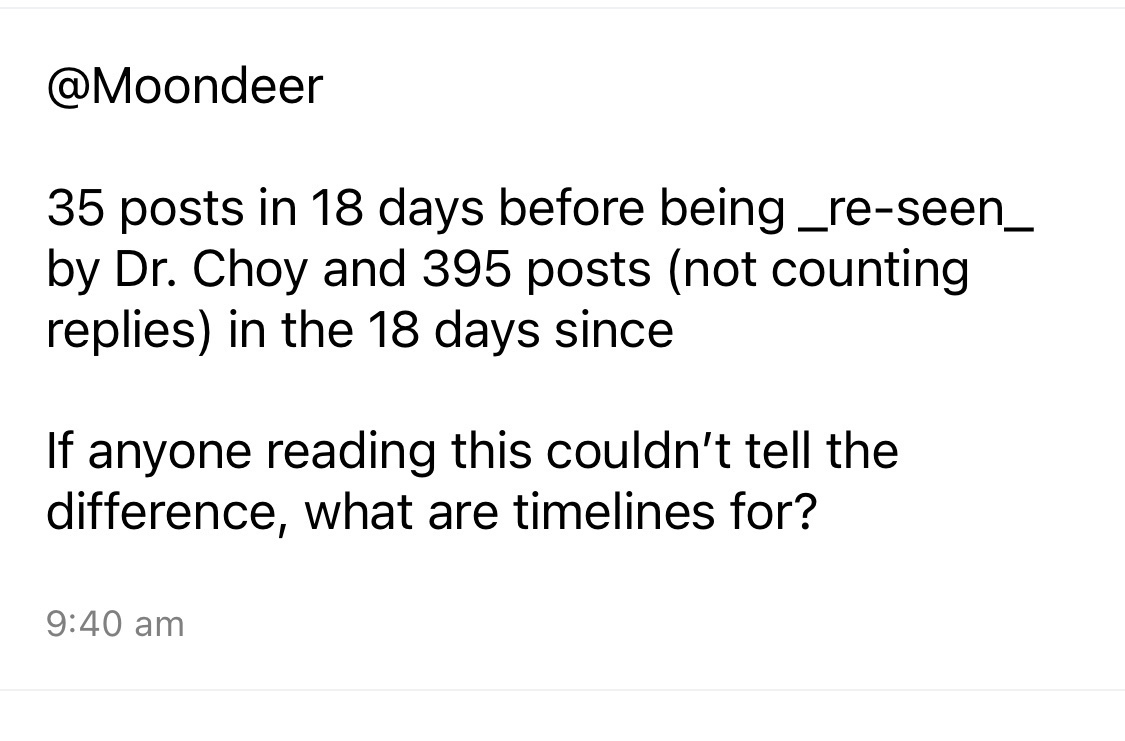 @Moondeer
35 posts in 18 days before being _re-seen_
by Dr. Choy and 395 posts (not counting
replies) in the 18 days since
If anyone reading this couldn’t tell the
difference, what are timelines for?
9:40 am